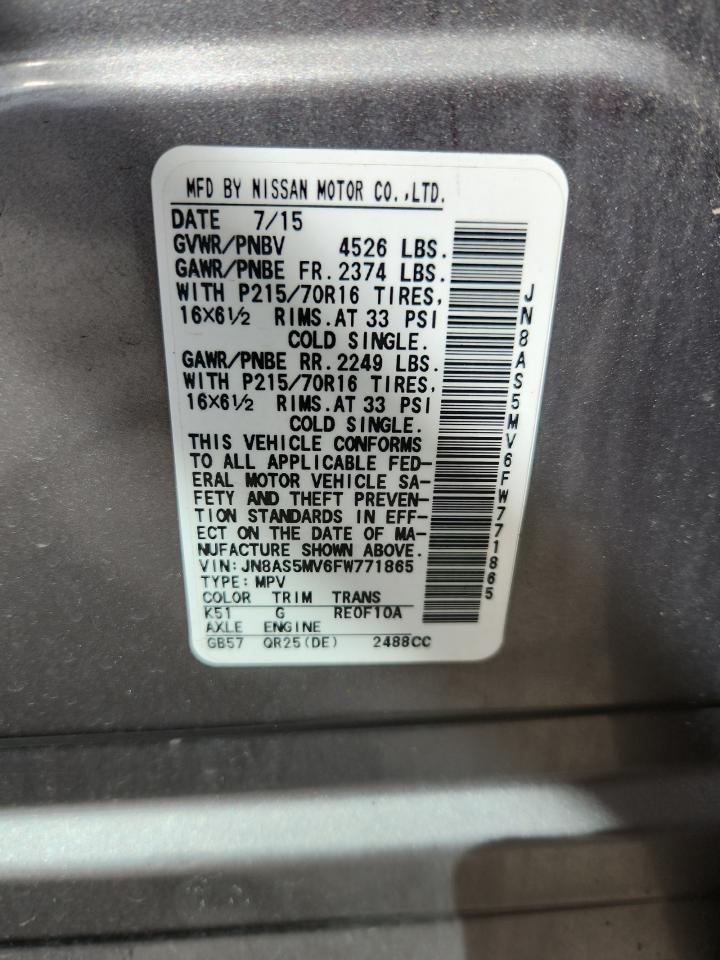 MFD BY NISSAN MOTOR CO.,LTD.
DATE 7/15
GVWR/PNBV 4526 LBS.
GAWR/PNBE FR. 2374 LBS.
WITH P215/70R16 TIRES,
16X6½ RIMS.AT 33 PSI
COLD SINGLE.
GAWR/PNBE RR. 2249 LBS.
WITH P215/70R16 TIRES,
16X6½ RIMS.AT 33 PSI
COLD SINGLE.
THIS VEHICLE CONFORMS
TO ALL APPLICABLE FED-
ERAL MOTOR VEHICLE SA-
FETY AND THEFT PREVEN-
TION STANDARDS IN EFF-
ECT ON THE DATE OF MA-
NUFACTURE SHOWN ABOVE.
VIN:JN8AS5MV6FW771865
TYPE:MPV
COLOR TRIM TRANS
K51 G RE0F10A
AXLE ENGINE
GB57 QR25(DE) 2488CC
JN8AS5MV6FW771865